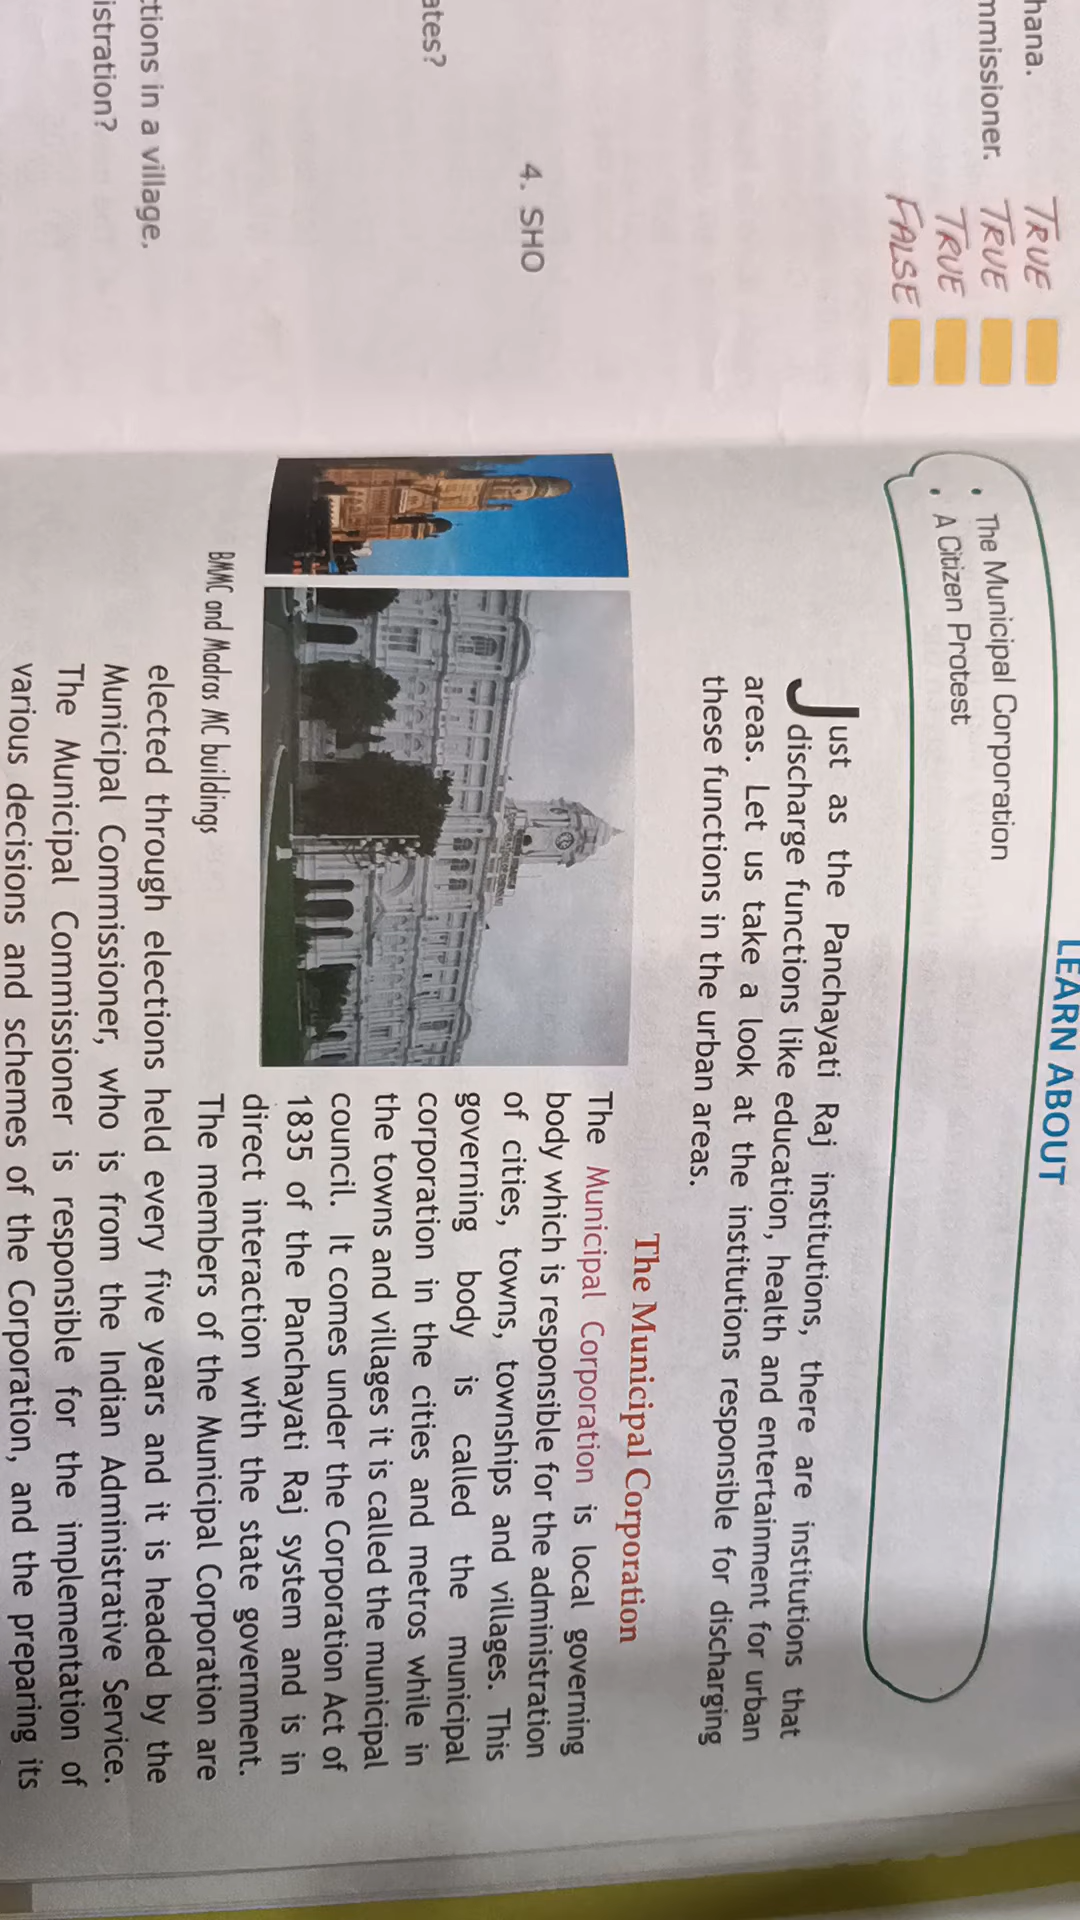 hana.
TRUE
mmissioner.
TRUE
TRUE
FALSE
4. SHO
ates?
ctions in a village,
istration?
LEARN ABOUT
• The Municipal Corporation
• A Citizen Protest
Just as the Panchayati Raj institutions, there are institutions that
discharge functions like education, health and entertainment for urban
areas. Let us take a look at the institutions responsible for discharging
these functions in the urban areas.
The Municipal Corporation
BMMC and Madras MC buildings
The Municipal Corporation is local governing
body which is responsible for the administration
of cities, towns, townships and villages. This
governing body is called the municipal
corporation in the cities and metros while in
the towns and villages it is called the municipal
council. It comes under the Corporation Act of
1835 of the Panchayati Raj system and is in
direct interaction with the state government.
The members of the Municipal Corporation are
elected through elections held every five years and it is headed by the
Municipal Commissioner, who is from the Indian Administrative Service.
The Municipal Commissioner is responsible for the implementation of
various decisions and schemes of the Corporation, and the preparing its